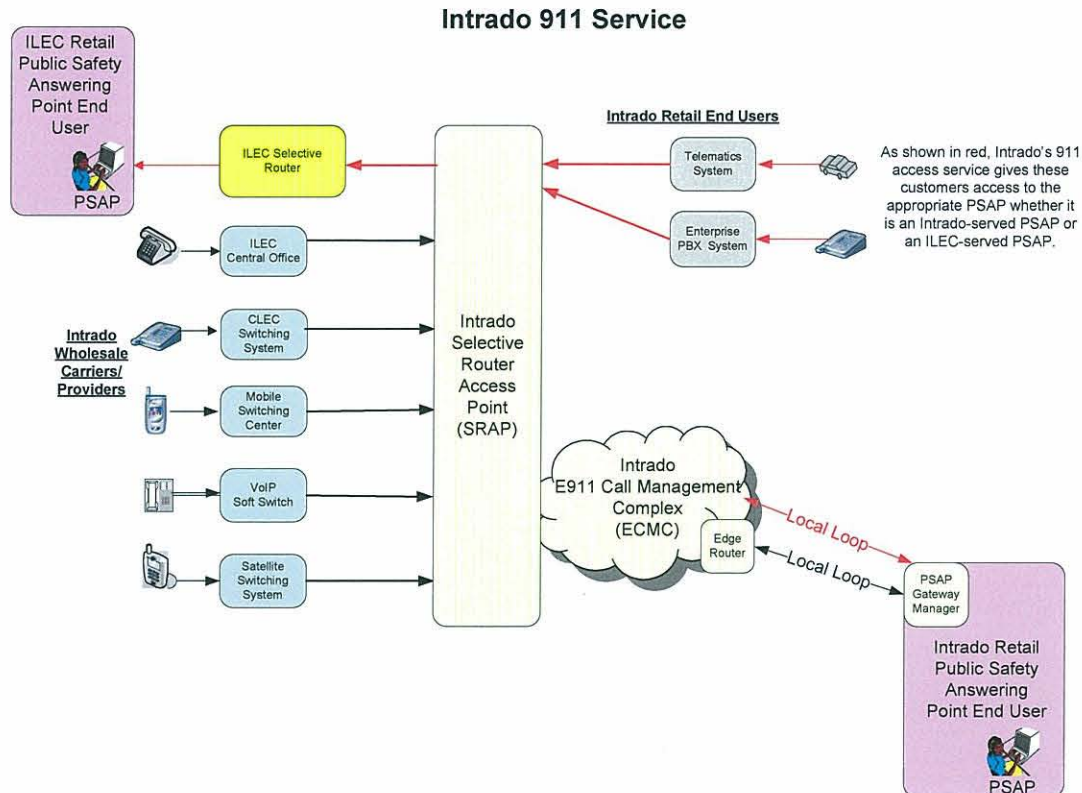 Intrado 911 Service
ILEC Retail
Public Safety
Answering
Point End
User
PSAP
ILEC Selective
Router
Intrado Retail End Users
Telematics
System
Enterprise
PBX System
As shown in red, Intrado's 911
access service gives these
customers access to the
appropriate PSAP whether it
is an Intrado-served PSAP or
an ILEC-served PSAP.
ILEC
Central Office
Intrado
Wholesale
Carriers/
Providers
CLEC
Switching
System
Mobile
Switching
Center
VoIP
Soft Switch
Satellite
Switching
System
Intrado
Selective
Router
Access
Point
(SRAP)
Intrado
E911 Call Management
Complex
(ECMC)
Edge
Router
Local Loop
Local Loop
PSAP
Gateway
Manager
Intrado Retail
Public Safety
Answering
Point End User
PSAP